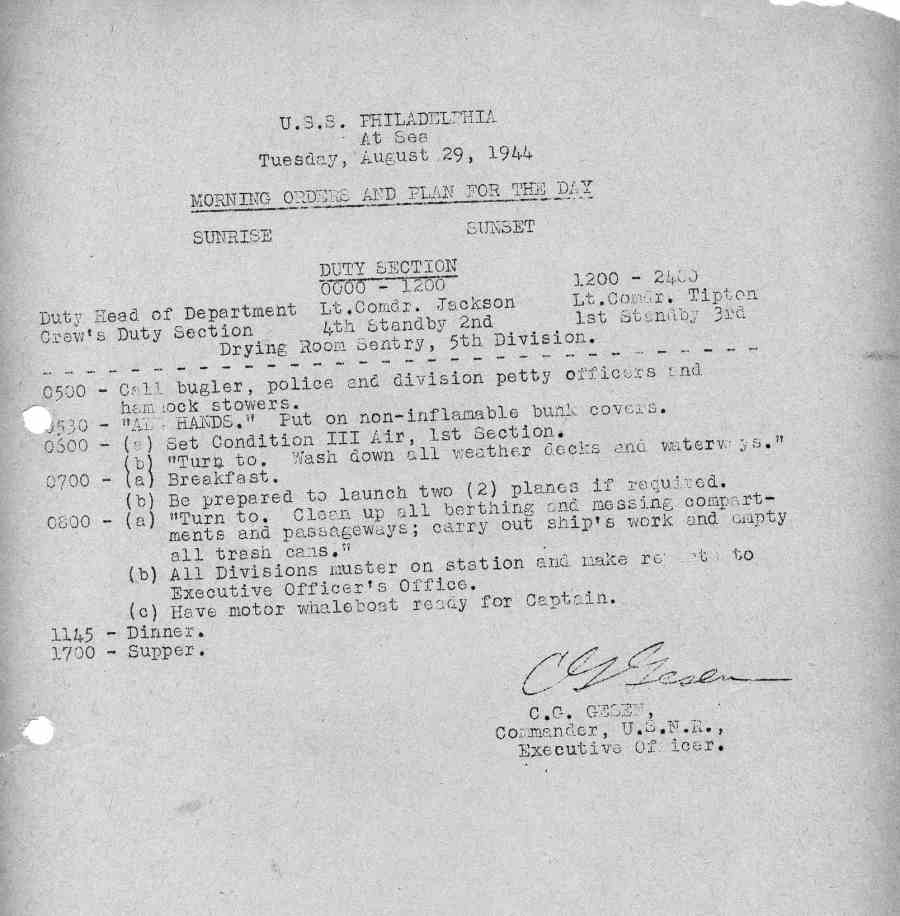 U.S.S. PHILADELPHIA
At Sea
Tuesday, August 29, 1944
MORNING ORDERS AND PLAN FOR THE DAY
SUNRISE SUNSET
DUTY SECTION
0000 - 1200 1200 - 2400
Duty Head of Department Lt.Comdr. Jackson Lt.Comdr. Tipton
Crew's Duty Section 4th Standby 2nd 1st Standby 3rd
Drying Room Sentry, 5th Division.
0500 - Call bugler, police and division petty officers and
hammock stowers.
0530 - "ALL HANDS." Put on non-inflamable bunk covers.
0600 - (a) Set Condition III Air, 1st Section.
(b) "Turn to. Wash down all weather decks and waterways."
0700 - (a) Breakfast.
(b) Be prepared to launch two (2) planes if required.
0800 - (a) "Turn to. Clean up all berthing and messing compart-
ments and passageways; carry out ship's work and empty
all trash cans."
(b) All Divisions muster on station and make reports to
Executive Officer's Office.
(c) Have motor whaleboat ready for Captain.
1145 - Dinner.
1700 - Supper.
CG Gesen
C.G. GESEN,
Commander, U.S.N.R.,
Executive Officer.